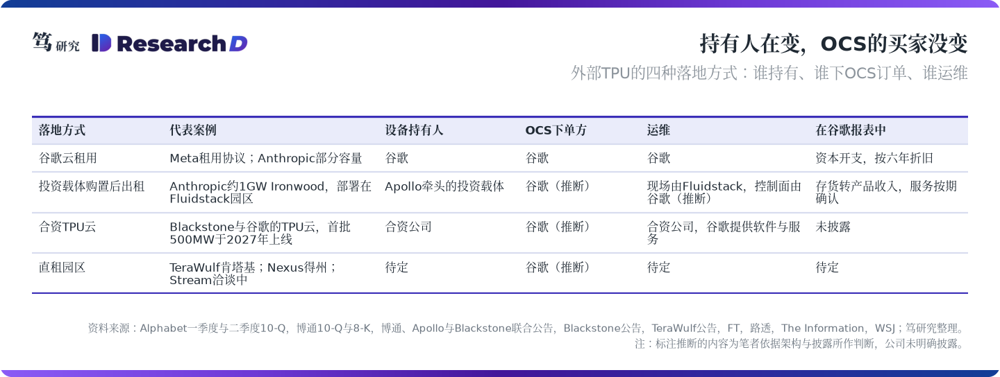 笃 研究 ResearchD
持有人在变，OCS的买家没变
外部TPU的四种落地方式：谁持有、谁下OCS订单、谁运维
落地方式 代表案例 设备持有人 OCS下单方 运维 在谷歌报表中
谷歌云租用 Meta租用协议；Anthropic部分容量 谷歌 谷歌 谷歌 资本开支，按六年折旧
投资载体购置后出租 Anthropic约1GW Ironwood，部署在 Apollo牵头的投资载体 谷歌（推断） 现场由Fluidstack，控制面由 存货转产品收入，服务按期
Fluidstack园区 谷歌（推断） 确认
合资TPU云 Blackstone与谷歌的TPU云，首批 合资公司 谷歌（推断） 合资公司，谷歌提供软件与服 未披露
500MW于2027年上线 务
直租园区 TeraWulf肯塔基；Nexus得州； 待定 谷歌（推断） 待定 待定
Stream洽谈中
资料来源：Alphabet一季度与二季度10-Q，博通10-Q与8-K，博通、Apollo与Blackstone联合公告，Blackstone公告，TeraWulf公告，FT，路透，The Information，WSJ；笃研究整理。
注：标注推断的内容为笔者依据架构与披露所作判断，公司未明确披露。